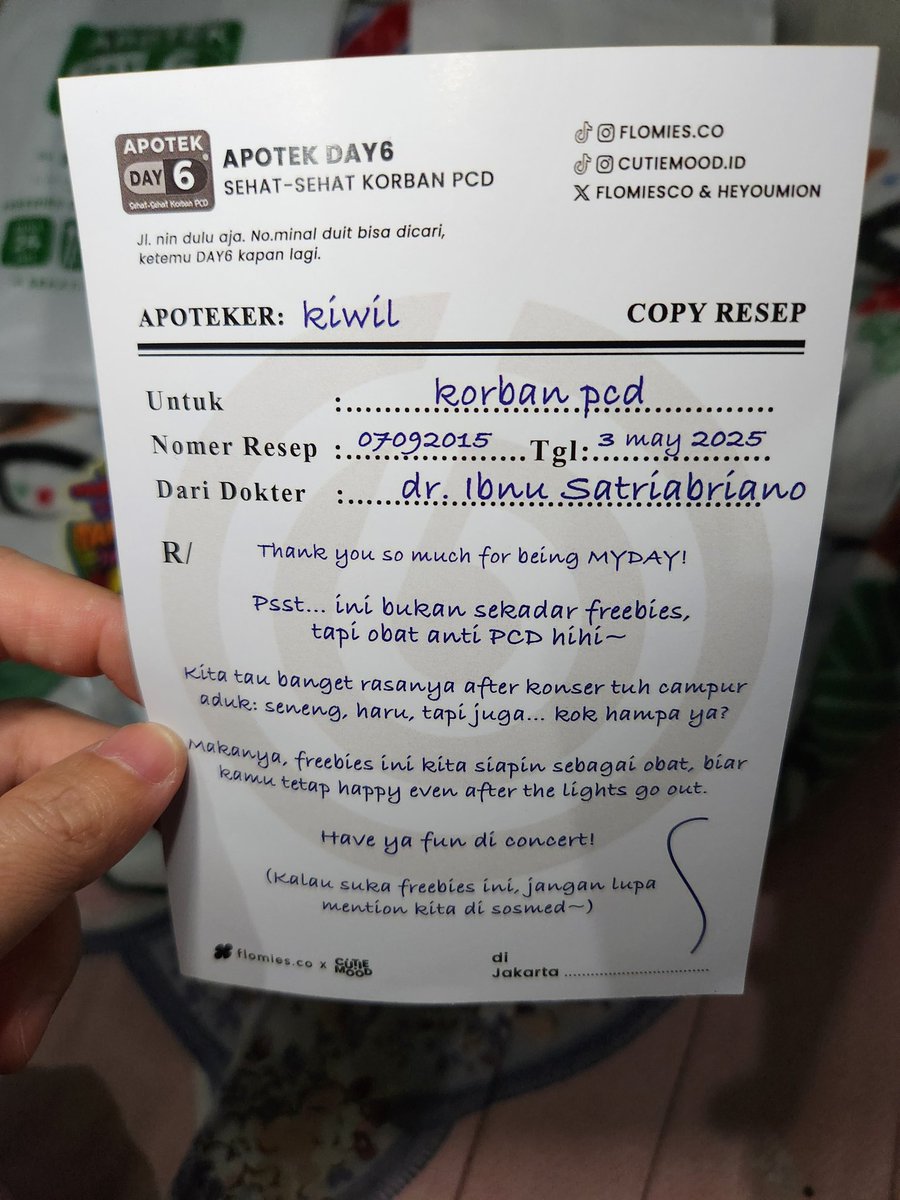 APOTEK
DAY 6
Sehat-Sehat Korban PCD
APOTEK DAY6
SEHAT-SEHAT KORBAN PCD
FLOMIES.CO
CUTIEMOOD.ID
X FLOMIESCO & HEYOUMION
Jl. nin dulu aja. No.minal duit bisa dicari,
ketemu DAY6 kapan lagi.
APOTEKER: kiwil
COPY RESEP
Untuk :..... korban pcd
Nomer Resep : 07092015 Tgl: 3 may 2025
Dari Dokter : dr. Ibnu Satriabriano
R/ Thank you so much for being MYDAY!
Psst... ini bukan sekadar freebies,
tapi obat anti PCD hihi~
Kita tau banget rasanya after konser tuh campur
aduk: seneng, haru, tapi juga... kok hampa ya?
Makanya, freebies ini kita siapin sebagai obat, biar
kamu tetap happy even after the lights go out.
Have ya fun di concert!
(Kalau suka freebies ini, jangan lupa
mention kita di sosmed~)
flomies.co x CUTIE MOOD
di
Jakarta ..............................